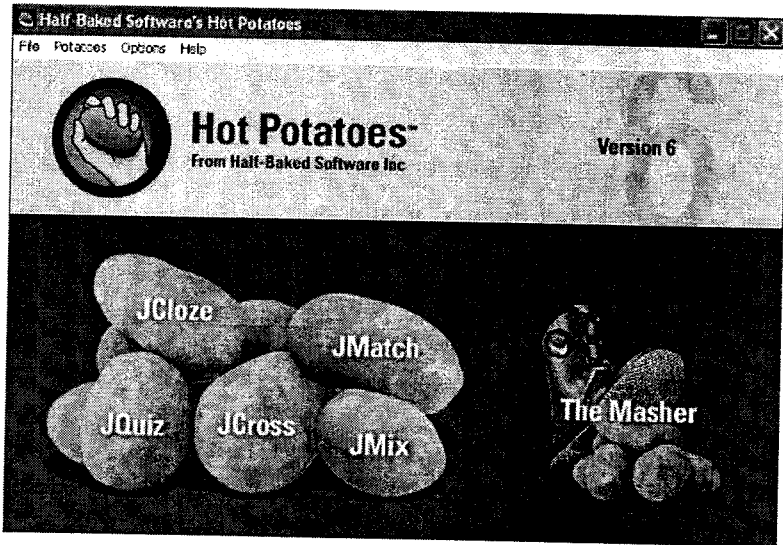 Half-Baked Software's Hot Potatoes
File Potatoes Options Help
Hot Potatoes™
From Half-Baked Software Inc
Version 6
6
JCloze
JMatch
JQuiz
JCross
JMix
The Masher